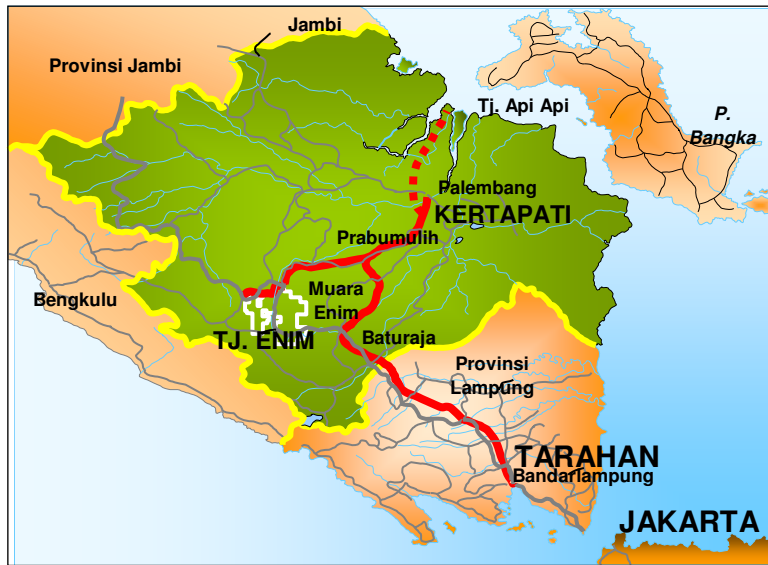 Jambi
Provinsi Jambi
Tj. Api Api
P.
Bangka
Palembang
KERTAPATI
Prabumulih
Bengkulu
Muara
Enim
TJ. ENIM
Baturaja
Provinsi
Lampung
TARAHAN
Bandarlampung
JAKARTA